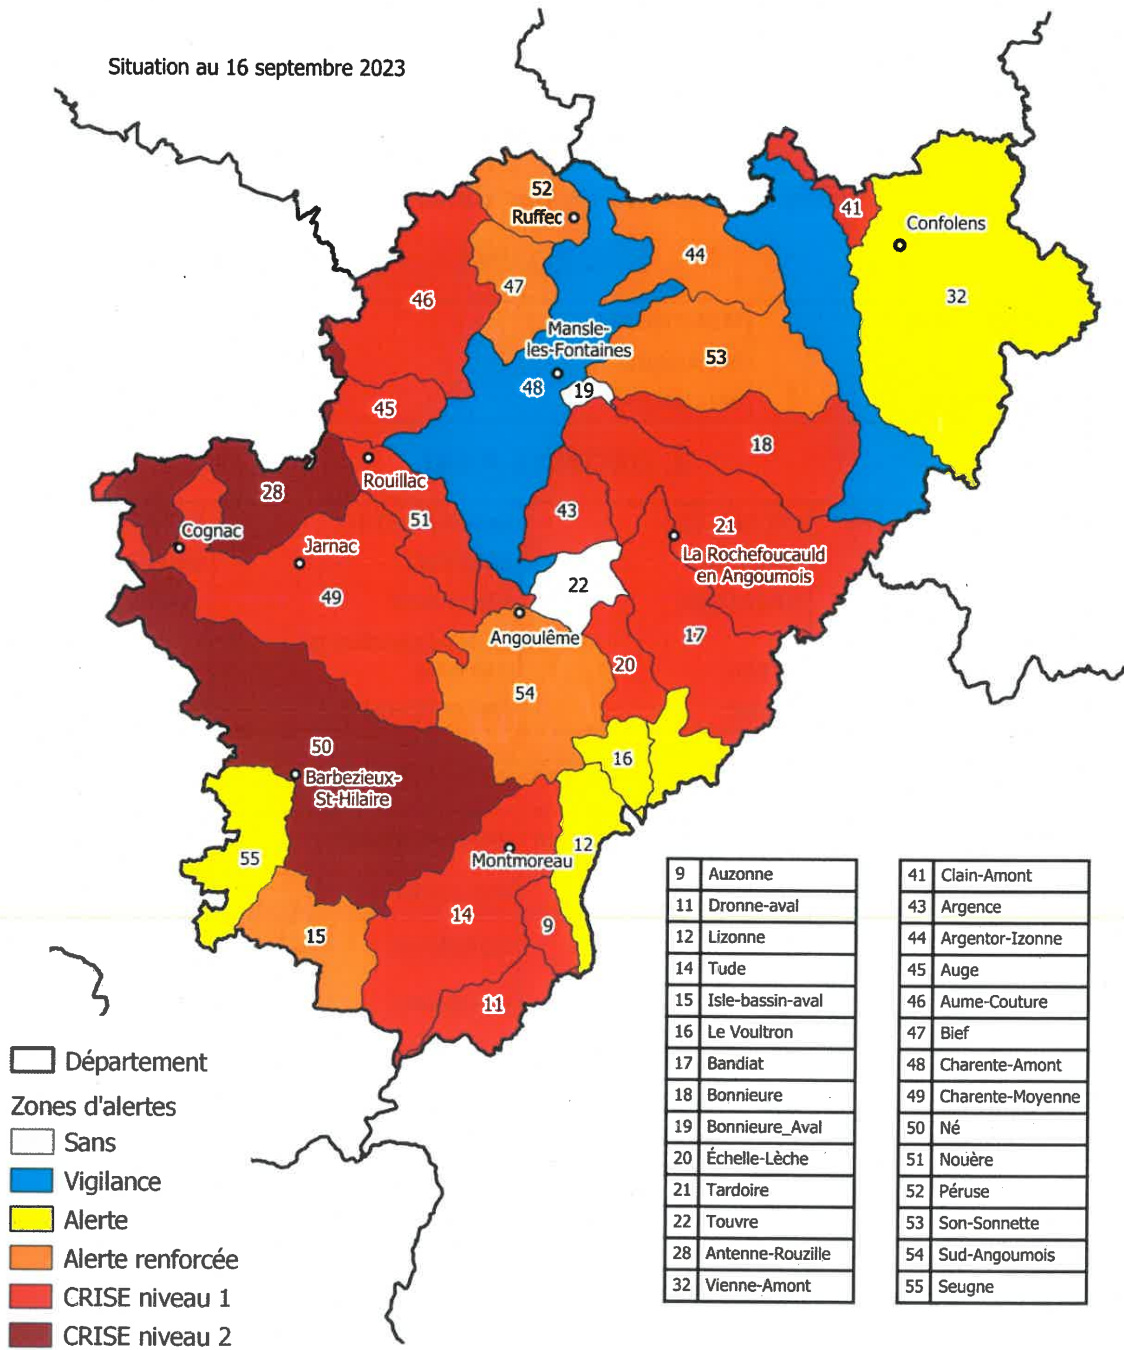 Situation au 16 septembre 2023
52
Ruffec
41
Confolens
44
47
46
32
Mansle-
les-Fontaines
53
48
19
45
18
Rouillac
28
43
51
21
Cognac
Jarnac
La Rochefoucauld
en Angoumois
22
49
Angoulême
17
20
54
50
16
Barbezieux-
St-Hilaire
12
55
Montmoreau
14
9
15
11
9 Auzonne
11 Dronne-aval
12 Lizonne
14 Tude
15 Isle-bassin-aval
16 Le Voultron
17 Bandiat
18 Bonnieure
19 Bonnieure_Aval
20 Échelle-Lèche
21 Tardoire
22 Touvre
28 Antenne-Rouzille
32 Vienne-Amont
41 Clain-Amont
43 Argence
44 Argentor-Izonne
45 Auge
46 Aume-Couture
47 Bief
48 Charente-Amont
49 Charente-Moyenne
50 Né
51 Nouère
52 Péruse
53 Son-Sonnette
54 Sud-Angoumois
55 Seugne
Département
Zones d'alertes
Sans
Vigilance
Alerte
Alerte renforcée
CRISE niveau 1
CRISE niveau 2